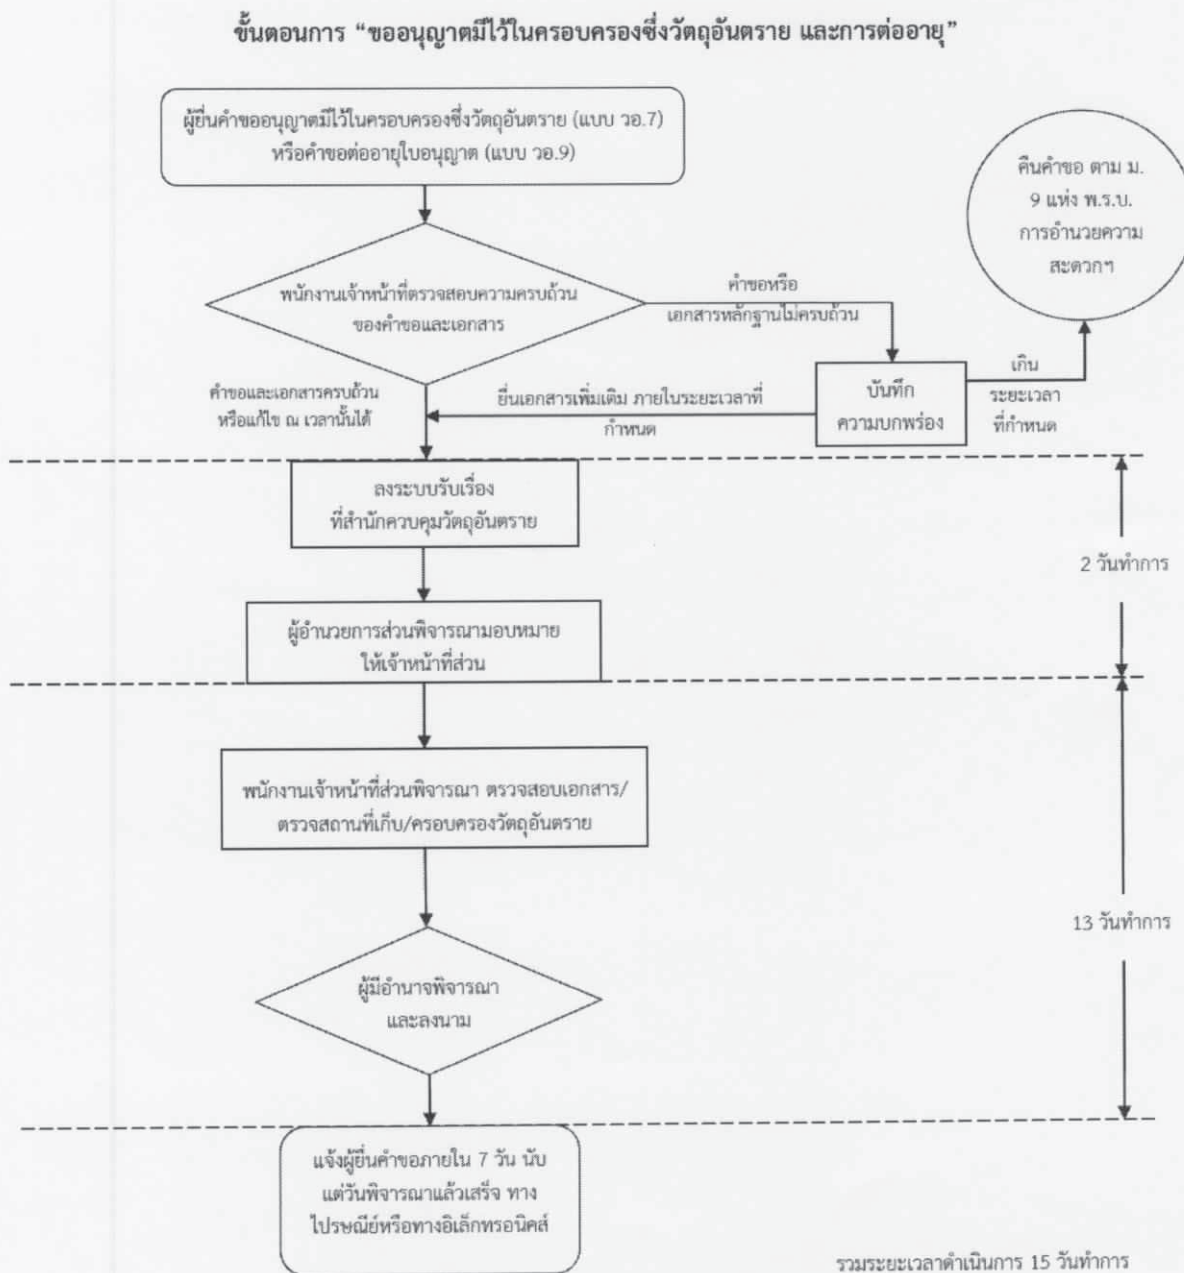 ขั้นตอนการ “ขออนุญาตมีไว้ในครอบครองซึ่งวัตถุอันตราย และการต่ออายุ”
ผู้ยื่นคำขออนุญาตมีไว้ในครอบครองซึ่งวัตถุอันตราย (แบบ วอ.7)
หรือคำขอต่ออายุใบอนุญาต (แบบ วอ.9)
คืนคำขอ ตาม ม.
9 แห่ง พ.ร.บ.
การอำนวยความ
สะดวกฯ
พนักงานเจ้าหน้าที่ตรวจสอบความครบถ้วน
ของคำขอและเอกสาร
คำขอหรือ
เอกสารหลักฐานไม่ครบถ้วน
บันทึก
ความบกพร่อง
เกิน
ระยะเวลา
ที่กำหนด
คำขอและเอกสารครบถ้วน
หรือแก้ไข ณ เวลานั้นได้
ยื่นเอกสารเพิ่มเติม ภายในระยะเวลาที่
กำหนด
ลงระบบรับเรื่อง
ที่สำนักควบคุมวัตถุอันตราย
2 วันทำการ
ผู้อำนวยการส่วนพิจารณามอบหมาย
ให้เจ้าหน้าที่ส่วน
พนักงานเจ้าหน้าที่ส่วนพิจารณา ตรวจสอบเอกสาร/
ตรวจสถานที่เก็บ/ครอบครองวัตถุอันตราย
13 วันทำการ
ผู้มีอำนาจพิจารณา
และลงนาม
แจ้งผู้ยื่นคำขอภายใน 7 วัน นับ
แต่วันพิจารณาแล้วเสร็จ ทาง
ไปรษณีย์หรือทางอิเล็กทรอนิคส์
รวมระยะเวลาดำเนินการ 15 วันทำการ